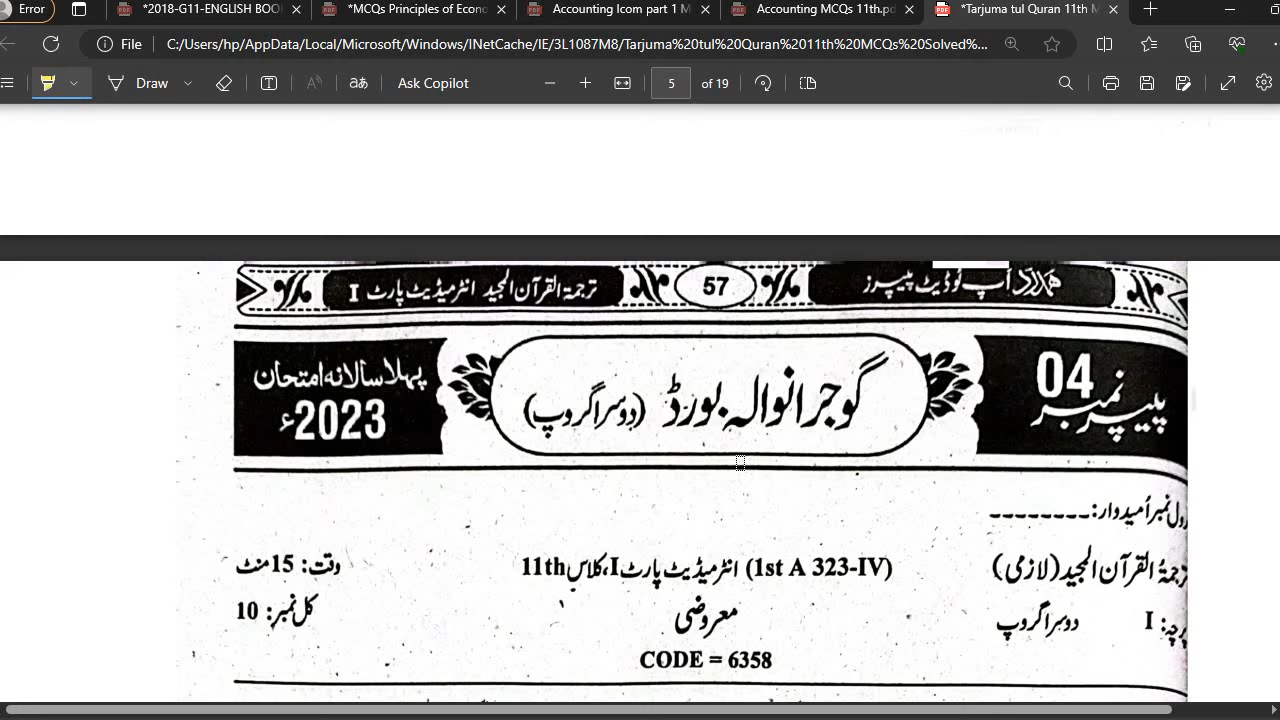 Error
*2018-G11-ENGLISH BOO
*MCQs Principles of Econo
Accounting Icom part 1 M
Accounting MCQs 11th.pd
*Tarjuma tul Quran 11th M
File
C:/Users/hp/AppData/Local/Microsoft/Windows/INetCache/IE/3L1087M8/Tarjuma%20tul%20Quran%2011th%20MCQs%20Solved%...
Draw
Ask Copilot
5
of 19
ہمدرد اَپ ٹو ڈیٹ پیپرز
57
ترجمۃ القرآن المجید انٹرمیڈیٹ پارٹ I
پیپر نمبر 04
گوجرانوالہ بورڈ (دوسرا گروپ)
پہلا سالانہ امتحان
2023ء
رول نمبر اُمیدوار: --------
ترجمۃُ القرآن المجید (لازمی)
(1st A 323-IV) انٹرمیڈیٹ پارٹ I، کلاس 11th
وقت: 15 منٹ
پرچہ: I
دوسرا گروپ
معروضی
کل نمبر: 10
CODE = 6358